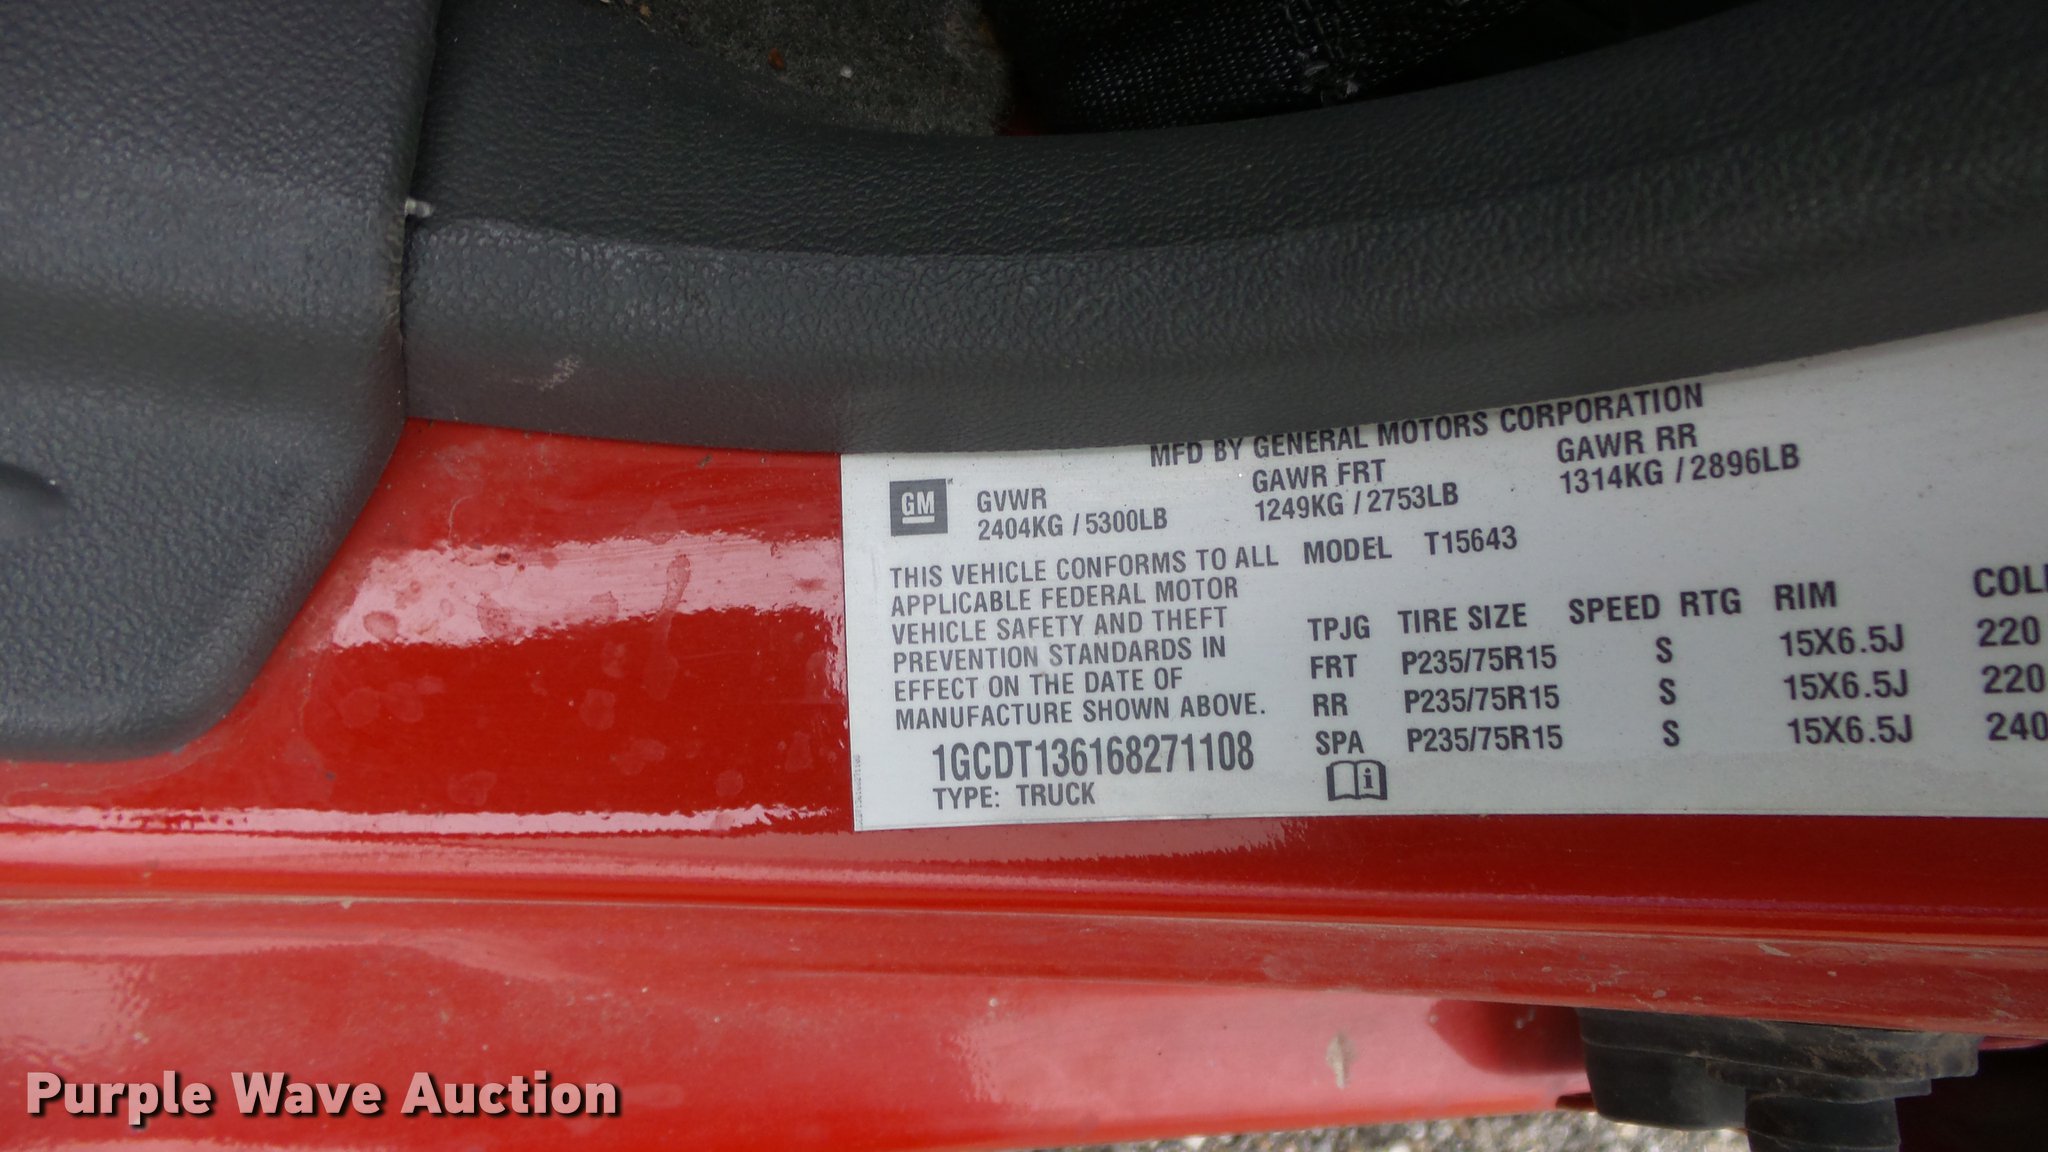 MFD BY GENERAL MOTORS CORPORATION
GM GVWR GAWR FRT GAWR RR
2404KG / 5300LB 1249KG / 2753LB 1314KG / 2896LB
THIS VEHICLE CONFORMS TO ALL
APPLICABLE FEDERAL MOTOR
VEHICLE SAFETY AND THEFT
PREVENTION STANDARDS IN
EFFECT ON THE DATE OF
MANUFACTURE SHOWN ABOVE.
MODEL T15643
TPJG TIRE SIZE SPEED RTG RIM COL
FRT P235/75R15 S 15X6.5J 220
RR P235/75R15 S 15X6.5J 220
SPA P235/75R15 S 15X6.5J 240
1GCDT136168271108
TYPE: TRUCK
Purple Wave Auction